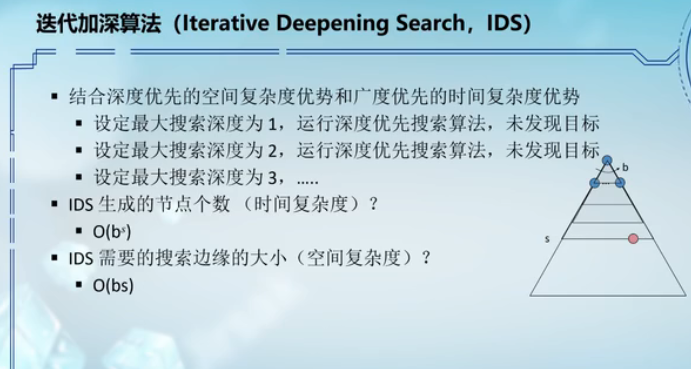 迭代加深算法（Iterative Deepening Search，IDS）
▪ 结合深度优先的空间复杂度优势和广度优先的时间复杂度优势
▪ 设定最大搜索深度为 1，运行深度优先搜索算法，未发现目标
▪ 设定最大搜索深度为 2，运行深度优先搜索算法，未发现目标
▪ 设定最大搜索深度为 3，…..
▪ IDS 生成的节点个数 （时间复杂度）？
▪ O(bˢ)
▪ IDS 需要的搜索边缘的大小（空间复杂度）？
▪ O(bs)
b
...
s